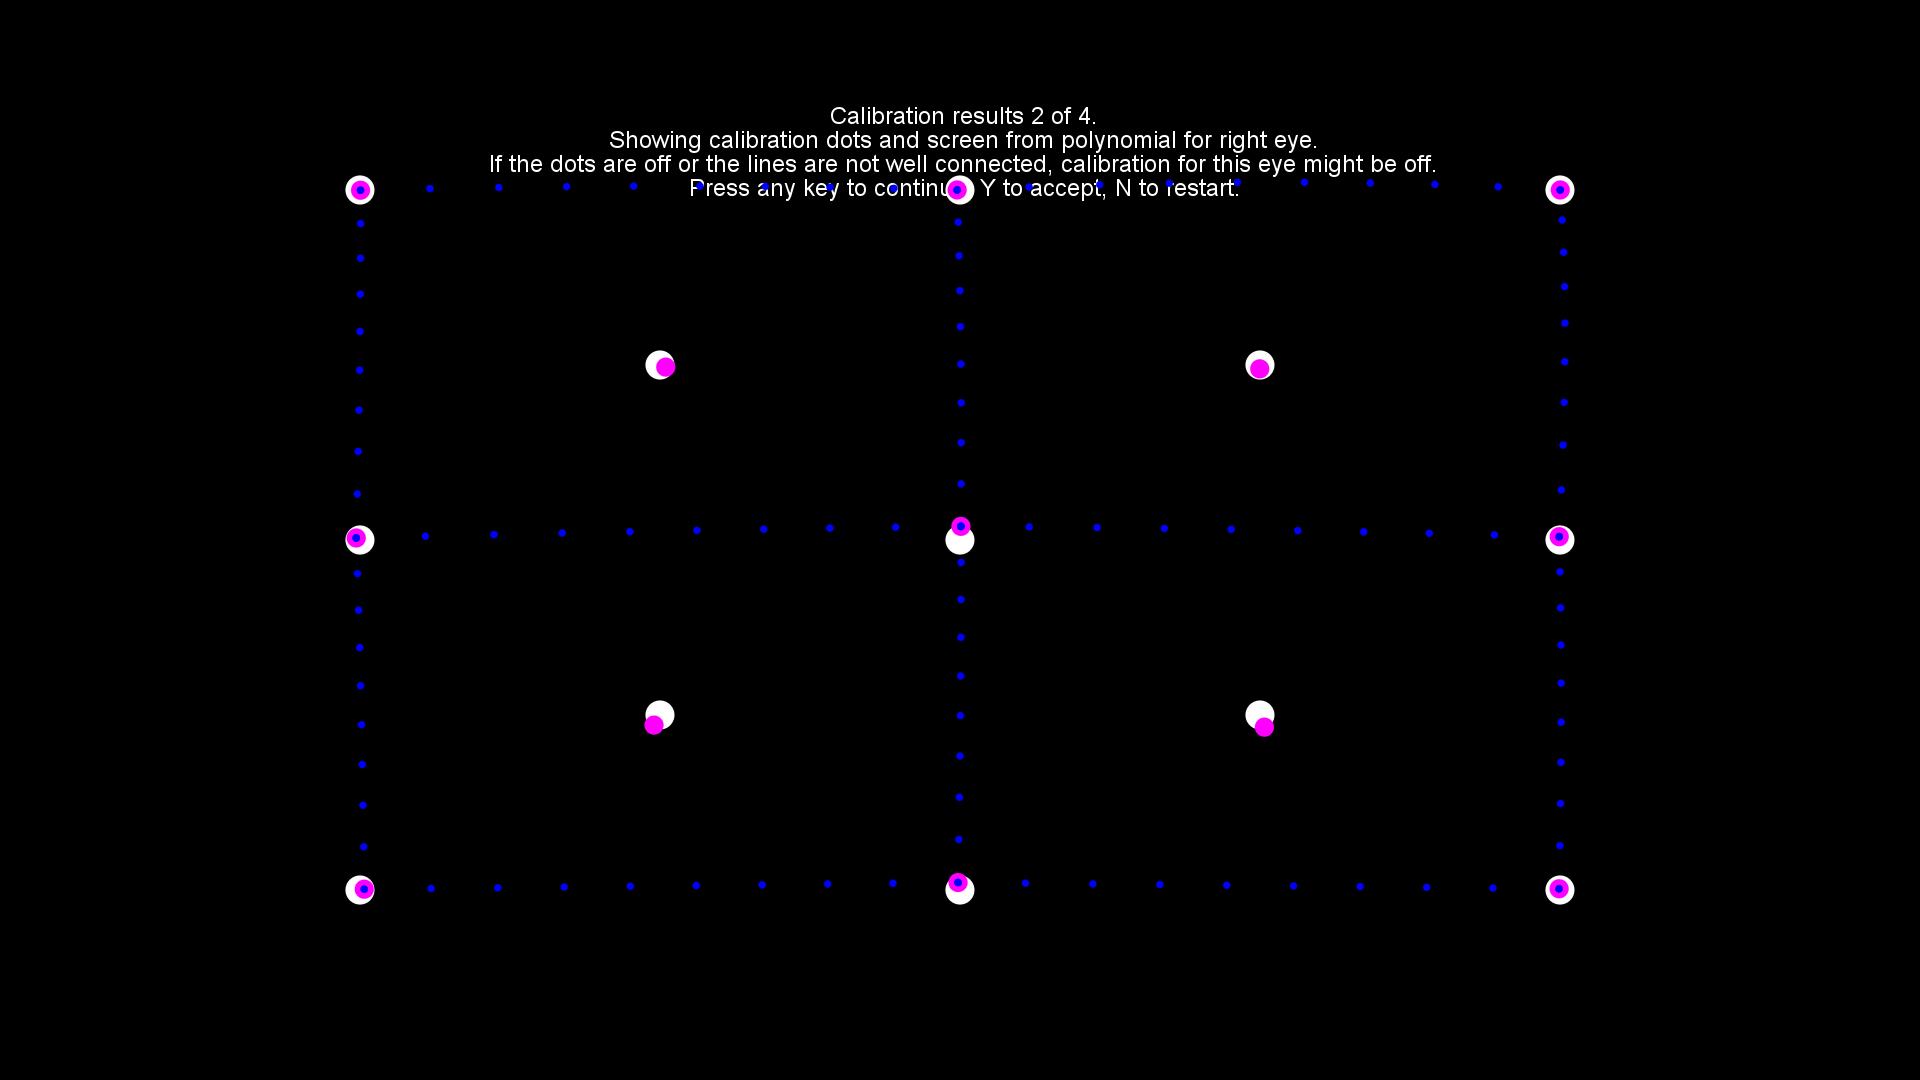 Calibration results 2 of 4.
Showing calibration dots and screen from polynomial for right eye.
If the dots are off or the lines are not well connected, calibration for this eye might be off.
Press any key to continue, Y to accept, N to restart.